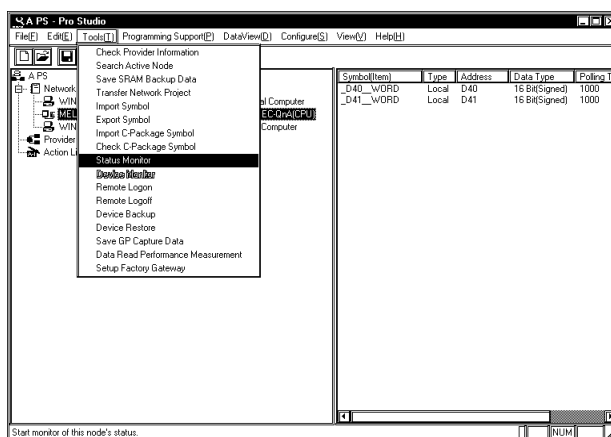 A PS - Pro Studio
File(F) Edit(E) Tools(T) Programming Support(P) DataView(D) Configure(S) View(V) Help(H)
Check Provider Information
Search Active Node
Save SRAM Backup Data
Transfer Network Project
Import Symbol
Export Symbol
Import C-Package Symbol
Check C-Package Symbol
Status Monitor
Device Monitor
Remote Logon
Remote Logoff
Device Backup
Device Restore
Save GP Capture Data
Data Read Performance Measurement
Setup Factory Gateway
A PS
Network
WIN al Computer
MEL EC-QnA(CPU)
WIN Computer
Provider
Action Li
Symbol(Item) Type Address Data Type Polling T
_D40__WORD Local D40 16 Bit(Signed) 1000
_D41__WORD Local D41 16 Bit(Signed) 1000
Start monitor of this node's status. NUM